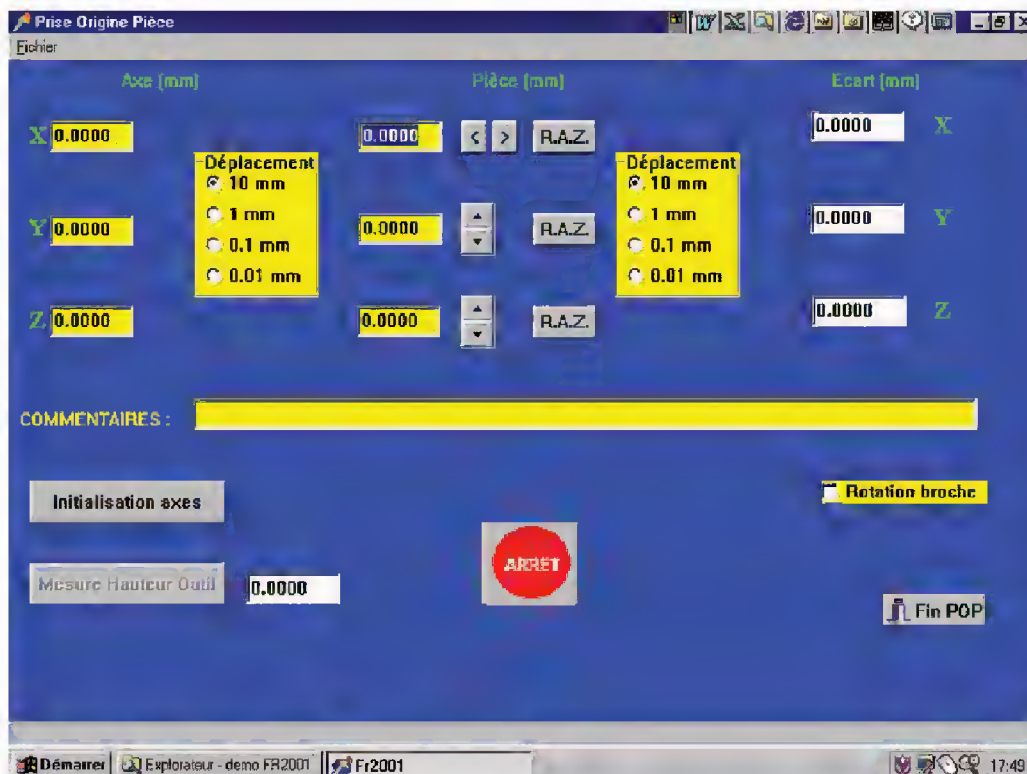 Prise Origine Pièce
Fichier
Axe (mm) Pièce (mm) Ecart (mm)
X 0.0000 0.0000 < > R.A.Z. 0.0000 X
Déplacement Déplacement
10 mm 10 mm
1 mm 1 mm
Y 0.0000 0.0000 R.A.Z. 0.0000 Y
0.1 mm 0.1 mm
0.01 mm 0.01 mm
Z 0.0000 0.0000 R.A.Z. 0.0000 Z
COMMENTAIRES :
Initialisation axes Rotation broche
ARRET
Mesure Hauteur Outil 0.0000
Fin POP
Démarrer Explorateur - demo FR2001 Fr2001 17:49